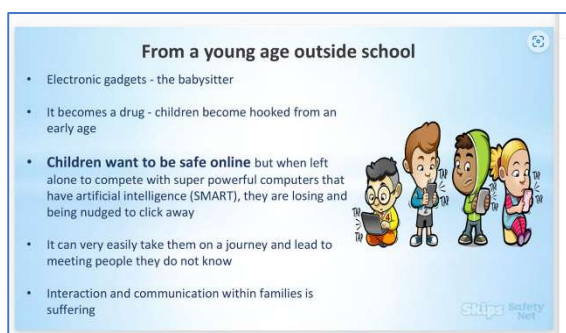 From a young age outside school
• Electronic gadgets - the babysitter
• It becomes a drug - children become hooked from an
early age
• Children want to be safe online but when left
alone to compete with super powerful computers that
have artificial intelligence (SMART), they are losing and
being nudged to click away
• It can very easily take them on a journey and lead to
meeting people they do not know
• Interaction and communication within families is
suffering
TAP
TAP
TAP
TAP
TAP
TAP
TAP
Skips Safety
Net